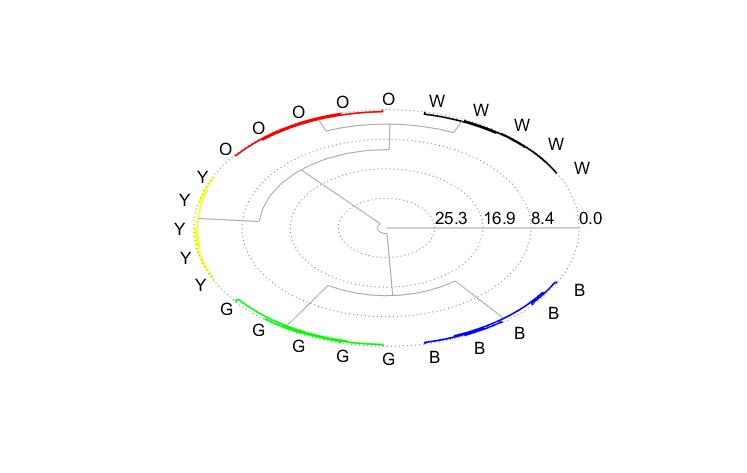 O O O O O W W W W W
Y Y Y Y Y
25.3 16.9 8.4 0.0
G G G G G B B B B B